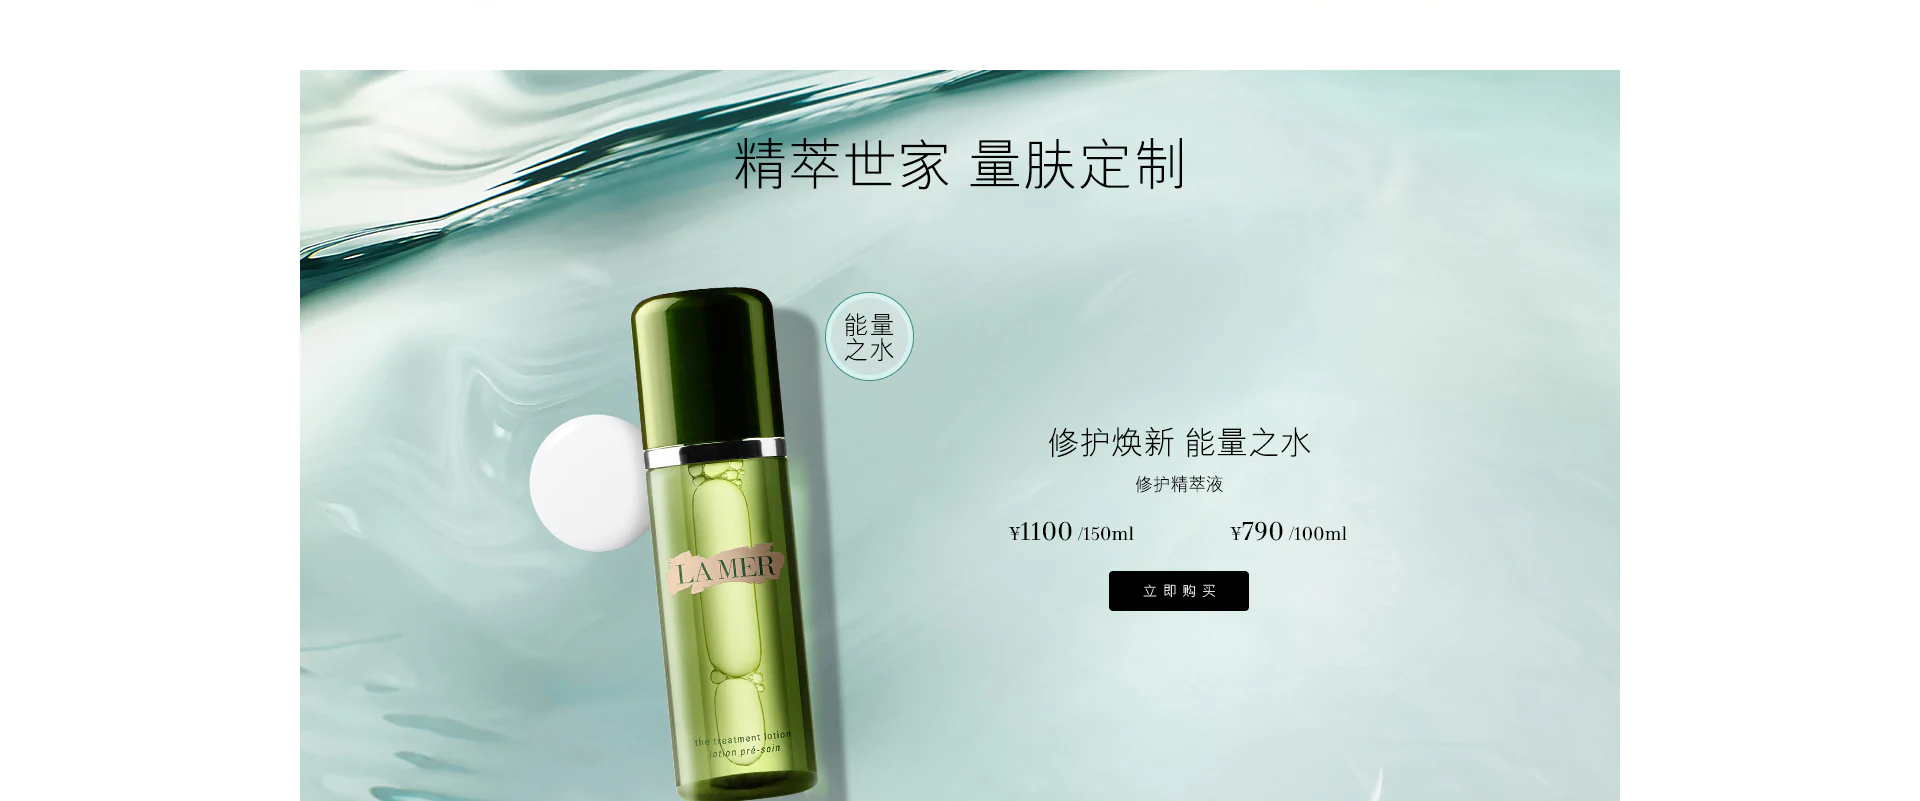 精萃世家 量肤定制
能量
之水
修护焕新 能量之水
修护精萃液
¥1100 /150ml ¥790 /100ml
立即购买
LA MER
the treatment lotion
lotion pré-soin